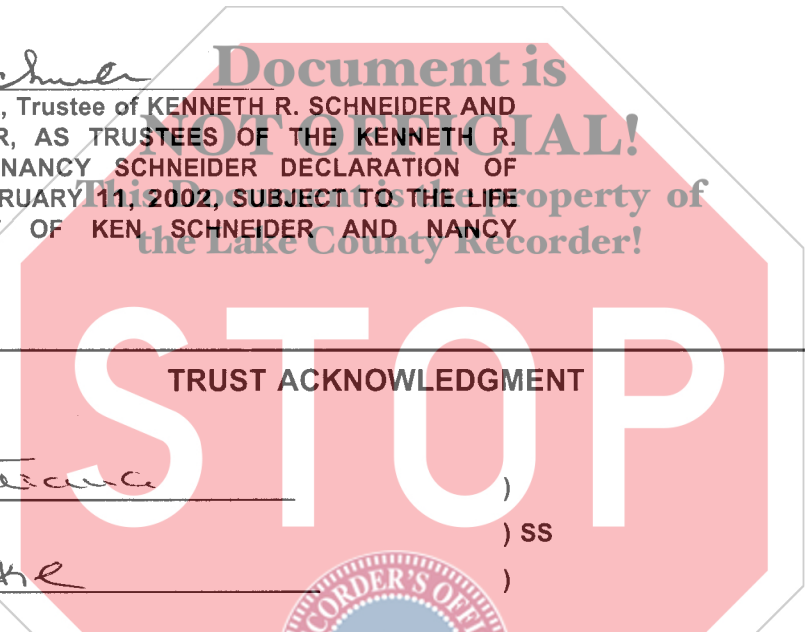 Document is
, Trustee of KENNETH R. SCHNEIDER AND
R, AS TRUSTEES OF THE KENNETH R.
NOT OFFICIAL!
NANCY SCHNEIDER DECLARATION OF
RUARY 11, 2002, SUBJECT TO THE LIFE
This Document is the property of
OF KEN SCHNEIDER AND NANCY
the Lake County Recorder!
STOP
TRUST ACKNOWLEDGMENT
)
) SS
)
CORDER'S OFFI